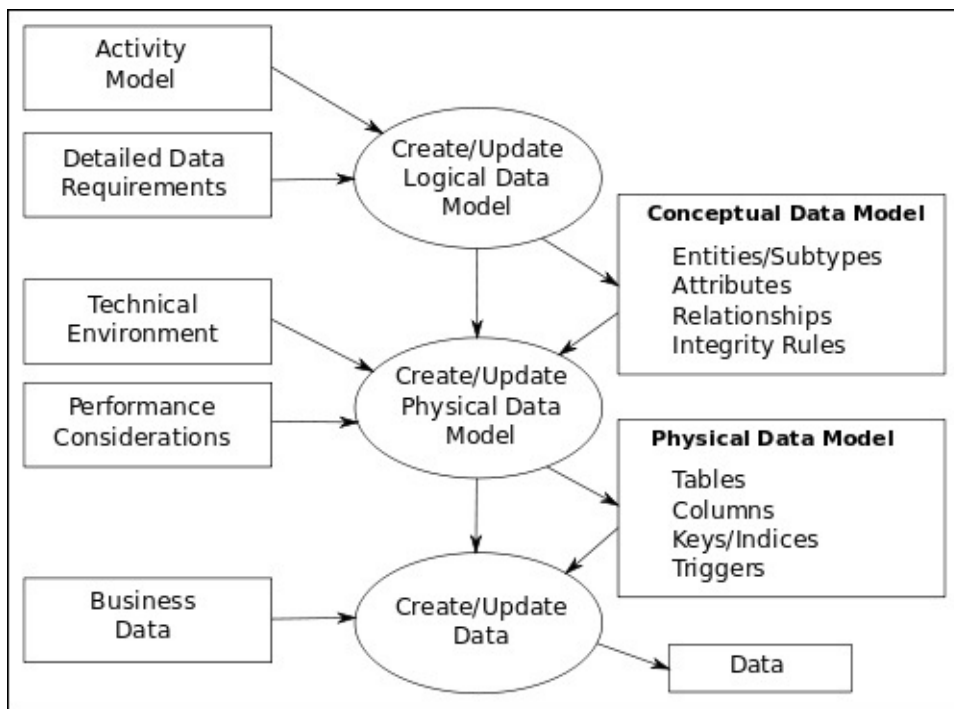 Activity
Model
Detailed Data
Requirements
Create/Update
Logical Data
Model
Conceptual Data Model
Entities/Subtypes
Attributes
Relationships
Integrity Rules
Technical
Environment
Performance
Considerations
Create/Update
Physical Data
Model
Physical Data Model
Tables
Columns
Keys/Indices
Triggers
Business
Data
Create/Update
Data
Data